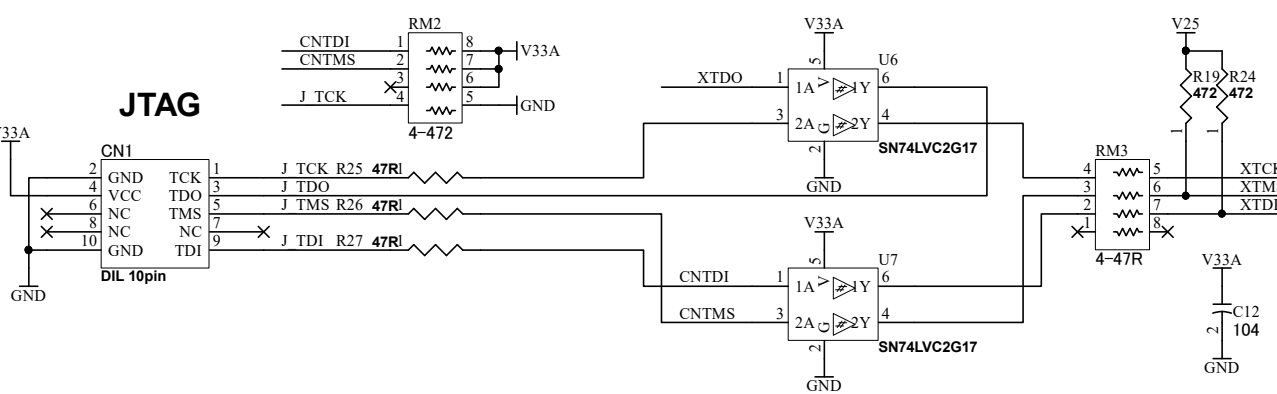 RM2
V33A
V25
CNTDI 1 8 V33A
CNTMS 2 7
3 6
J_TCK 4 5 GND
4-472
JTAG
5 U6
XTDO 1 1A V 1Y 6
3 2A G 2Y 4
2 SN74LVC2G17
GND
R19 R24
472 472
1 1
CN1
2 GND TCK 1 J_TCK R25 47R 1
4 VCC TDO 3 J_TDO
6 NC TMS 5 J_TMS R26 47R 1
8 NC NC 7
10 GND TDI 9 J_TDI R27 47R 1
DIL 10pin
GND
V33A
5 U7
CNTDI 1 1A V 1Y 6
CNTMS 3 2A G 2Y 4
2 SN74LVC2G17
GND
RM3
4 5
3 6
2 7 XTDI
1 8
4-47R
V33A
C12
2 104
GND